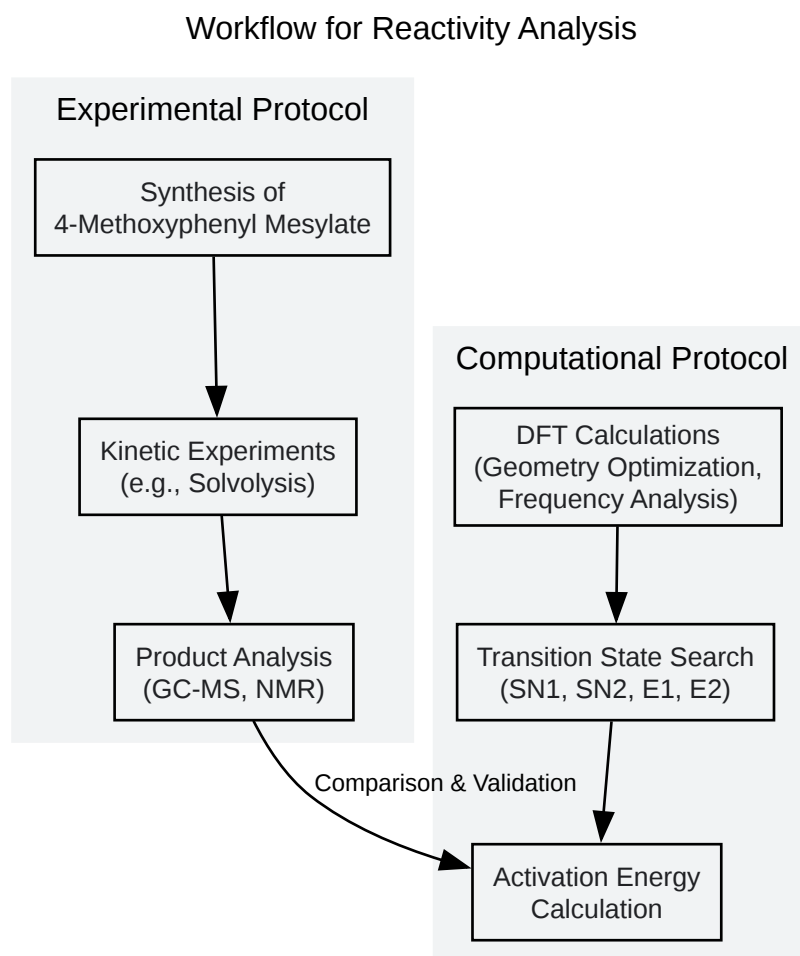 Workflow for Reactivity Analysis
Experimental Protocol
Synthesis of
4-Methoxyphenyl Mesylate
Kinetic Experiments
(e.g., Solvolysis)
Product Analysis
(GC-MS, NMR)
Computational Protocol
DFT Calculations
(Geometry Optimization,
Frequency Analysis)
Transition State Search
(SN1, SN2, E1, E2)
Comparison & Validation
Activation Energy
Calculation